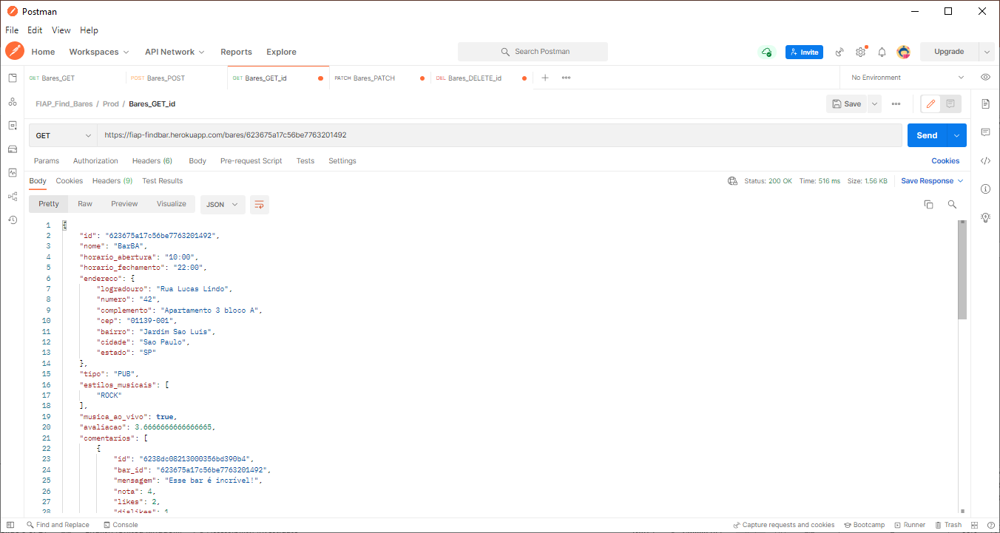 Postman
File Edit View Help
Home Workspaces API Network Reports Explore Search Postman Invite Upgrade
GET Bares_GET POST Bares_POST GET Bares_GET_id PATCH Bares_PATCH DEL Bares_DELETE_id No Environment
FIAP_Find_Bares / Prod / Bares_GET_id Save
GET https://fiap-findbar.herokuapp.com/bares/623675a17c56be7763201492 Send
Params Authorization Headers (6) Body Pre-request Script Tests Settings Cookies
Body Cookies Headers (9) Test Results Status: 200 OK Time: 516 ms Size: 1.56 KB Save Response
Pretty Raw Preview Visualize JSON
1 {
2 "id": "623675a17c56be7763201492",
3 "nome": "BarBA",
4 "horario_abertura": "10:00",
5 "horario_fechamento": "22:00",
6 "endereco": {
7 "logradouro": "Rua Lucas Lindo",
8 "numero": "42",
9 "complemento": "Apartamento 3 bloco A",
10 "cep": "01139-001",
11 "bairro": "Jardim Sao Luis",
12 "cidade": "Sao Paulo",
13 "estado": "SP"
14 },
15 "tipo": "PUB",
16 "estilos_musicais": [
17 "ROCK"
18 ],
19 "musica_ao_vivo": true,
20 "avaliacao": 3.6666666666666665,
21 "comentarios": [
22 {
23 "id": "6238dc08213000356bd390b4",
24 "bar_id": "623675a17c56be7763201492",
25 "mensagem": "Esse bar é incrível!",
26 "nota": 4,
27 "likes": 2,
28 "dislikes": 1
Find and Replace Console Capture requests and cookies Bootcamp Runner Trash